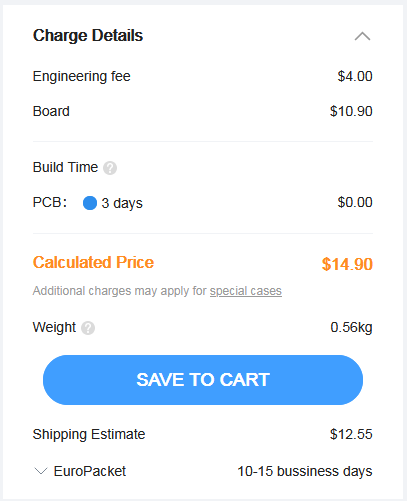 Charge Details
Engineering fee $4.00
Board $10.90
Build Time ?
PCB: 3 days $0.00
Calculated Price $14.90
Additional charges may apply for special cases
Weight ? 0.56kg
SAVE TO CART
Shipping Estimate $12.55
EuroPacket 10-15 bussiness days